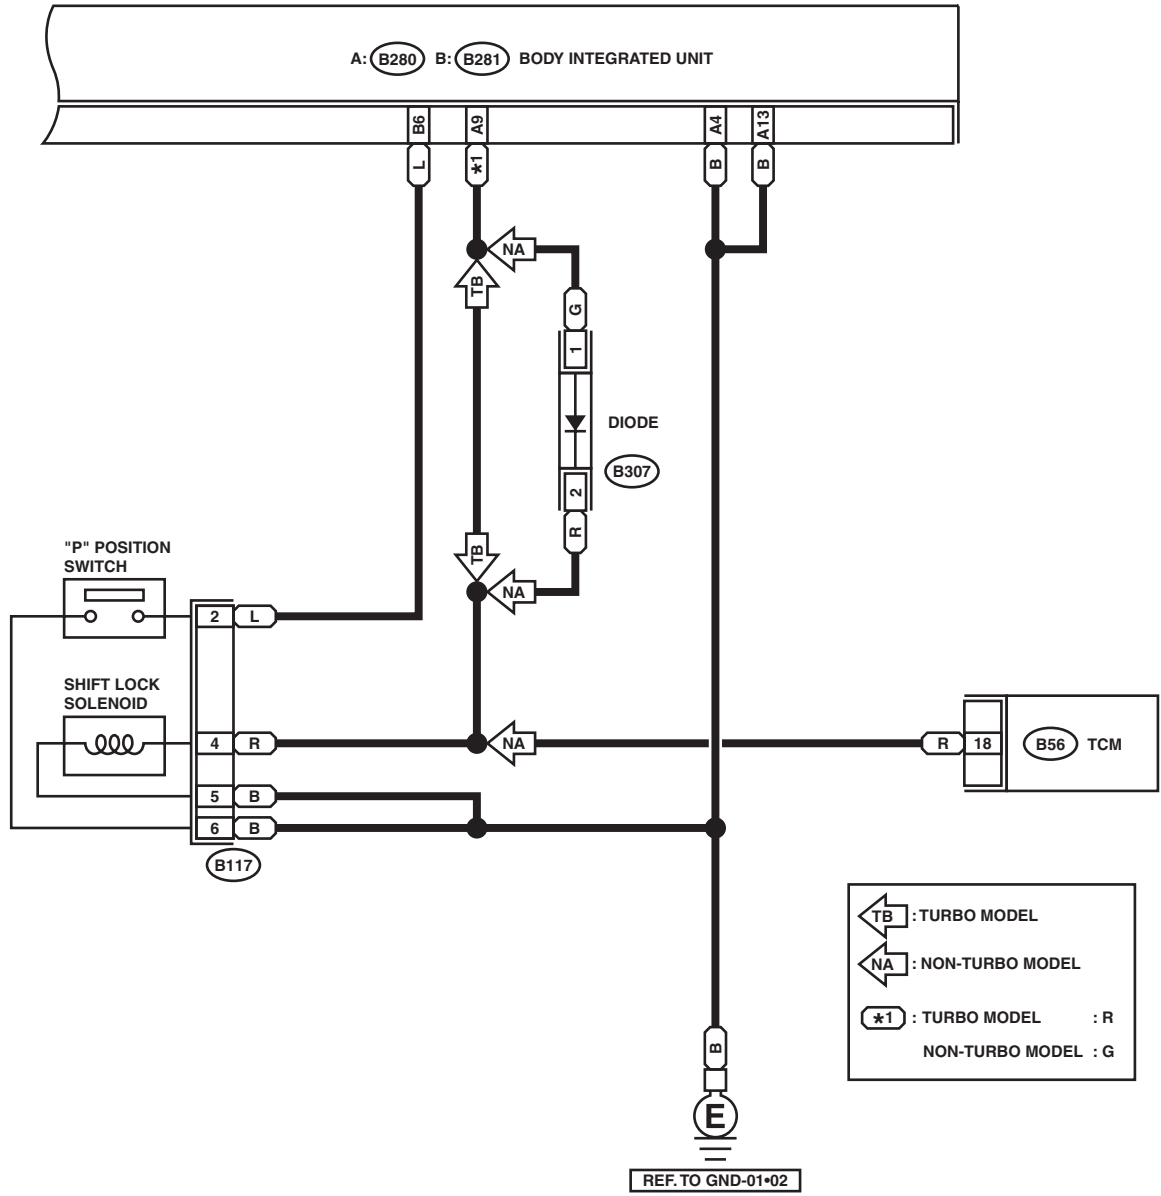 A: B280 B: B281 BODY INTEGRATED UNIT
B6 A9 A4 A13
L *1 B B
NA
TB
G
1
DIODE
B307
2
R
TB
NA
"P" POSITION
SWITCH
2 L
SHIFT LOCK
SOLENOID
4 R NA R 18 B56 TCM
5 B
6 B
B117
TB : TURBO MODEL
NA : NON-TURBO MODEL
*1 : TURBO MODEL : R
NON-TURBO MODEL : G
B
E
REF. TO GND-01•02